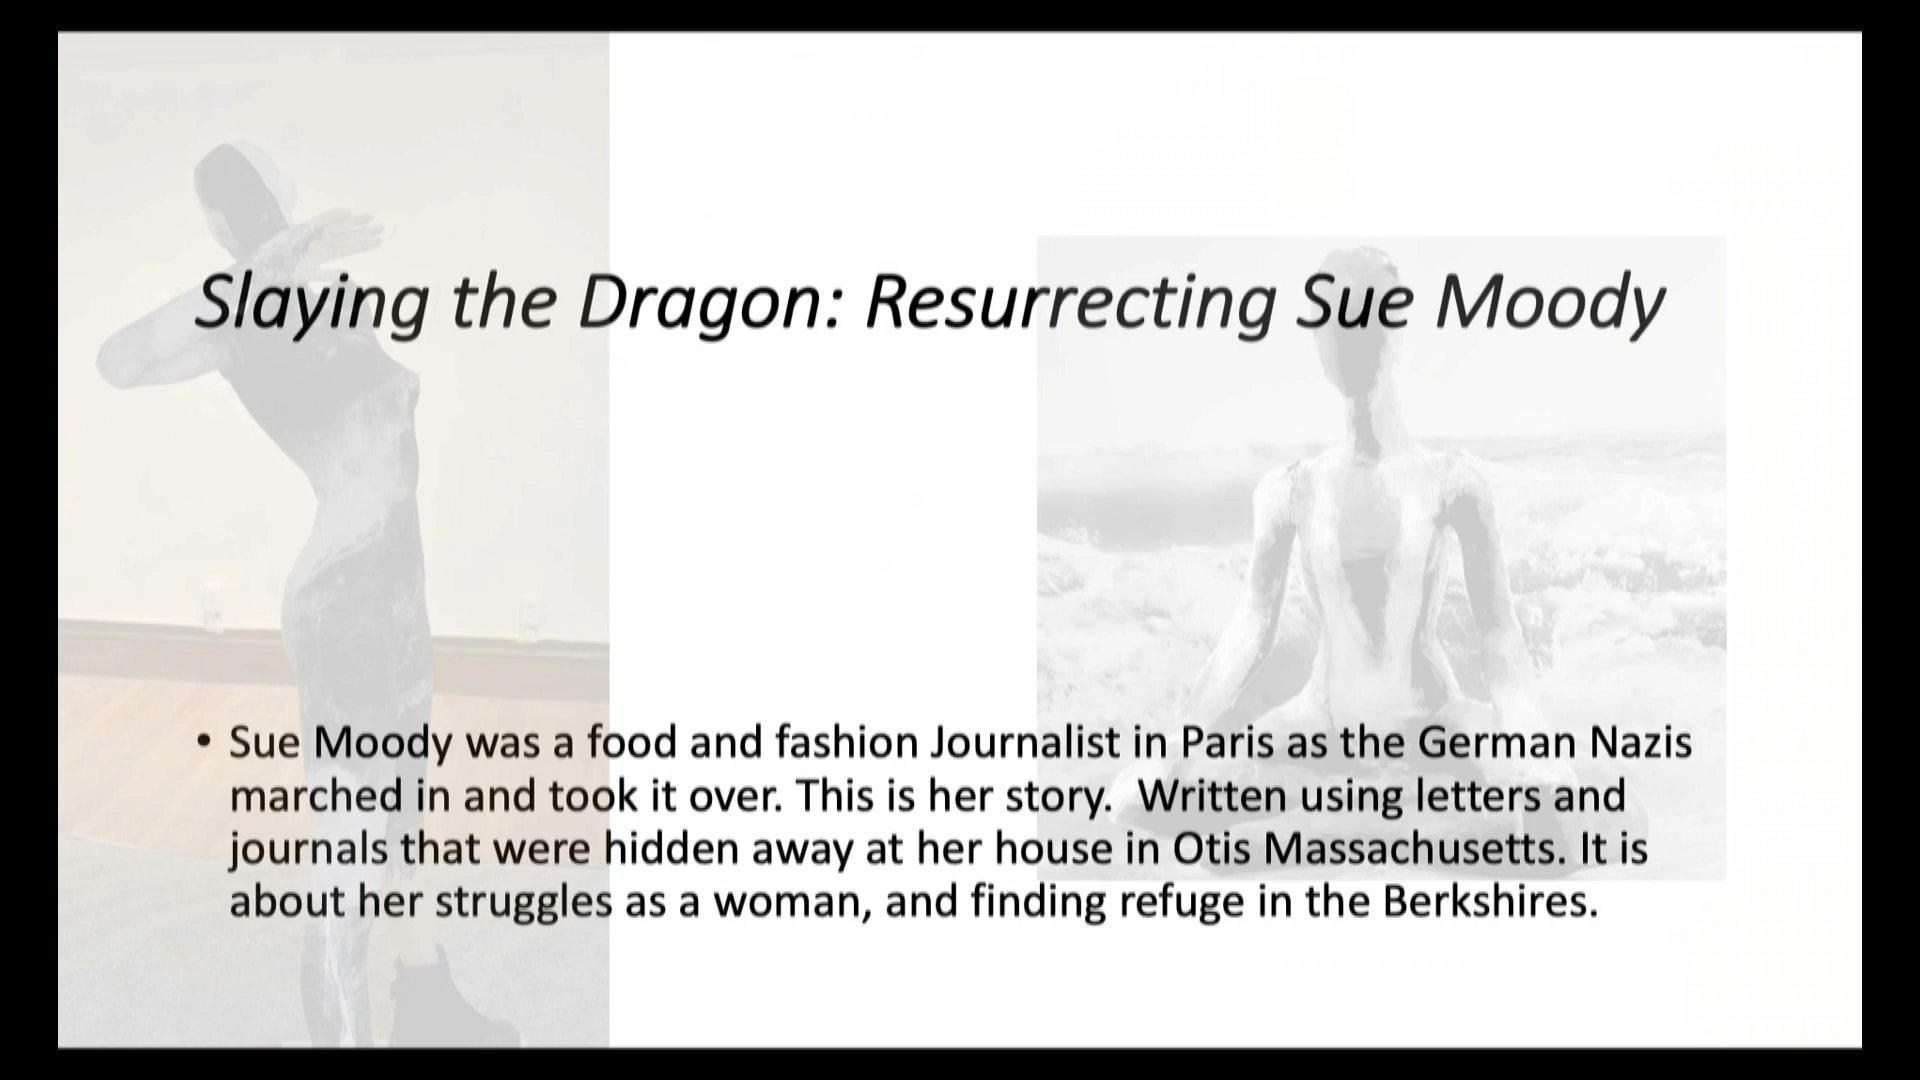 Slaying the Dragon: Resurrecting Sue Moody
• Sue Moody was a food and fashion Journalist in Paris as the German Nazis
marched in and took it over. This is her story.  Written using letters and
journals that were hidden away at her house in Otis Massachusetts. It is
about her struggles as a woman, and finding refuge in the Berkshires.